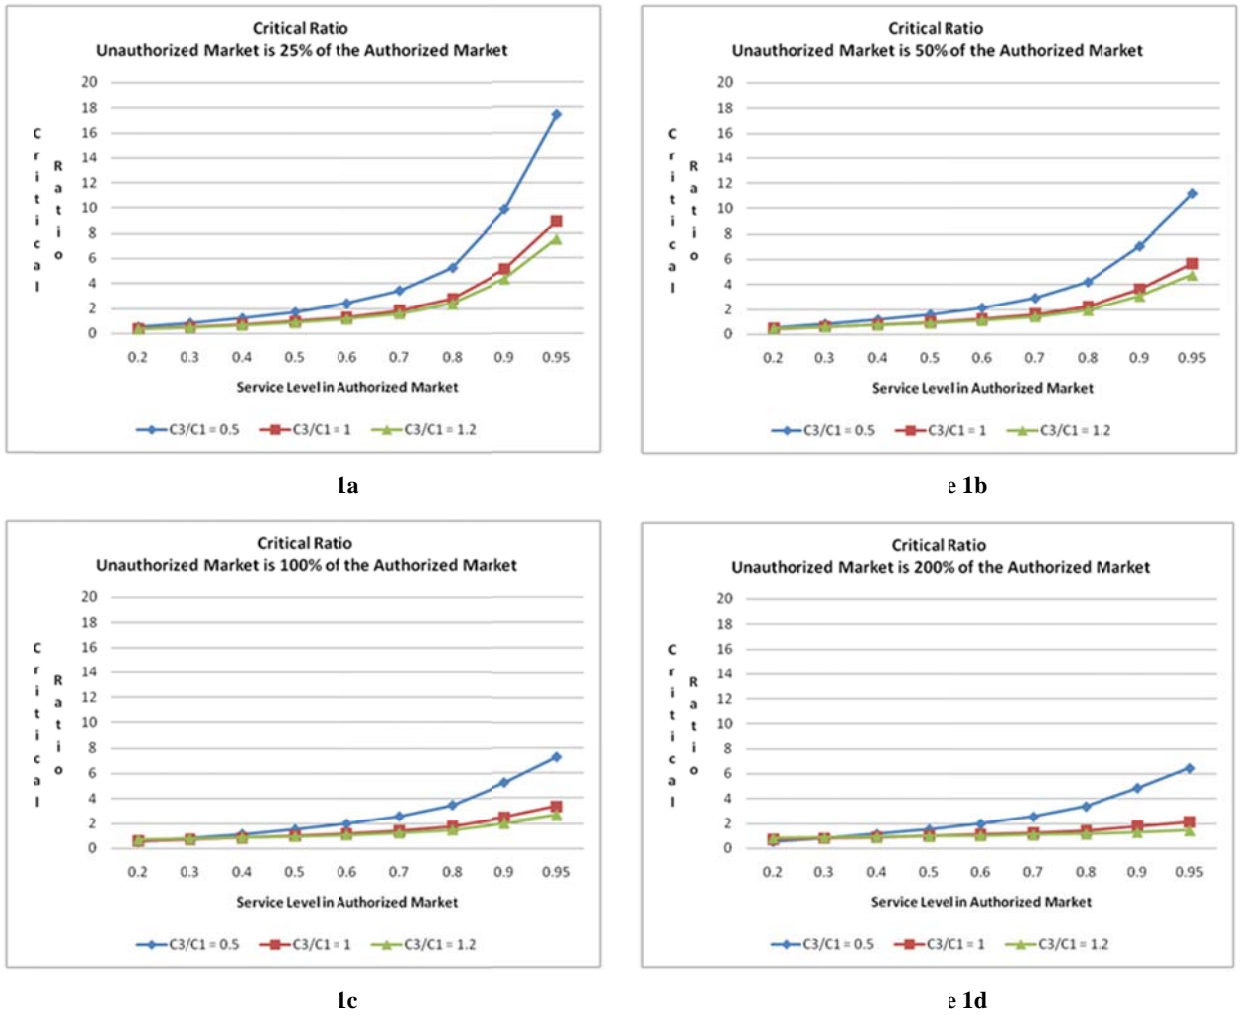 Critical Ratio
Unauthorized Market is 25% of the Authorized Market
20
18
16
14
12
10
8
6
4
2
0
Critical
Ratio
0.2 0.3 0.4 0.5 0.6 0.7 0.8 0.9 0.95
Service Level in Authorized Market
C3/C1 = 0.5 C3/C1 = 1 C3/C1 = 1.2
1a
Critical Ratio
Unauthorized Market is 50% of the Authorized Market
20
18
16
14
12
10
8
6
4
2
0
Critical
Ratio
0.2 0.3 0.4 0.5 0.6 0.7 0.8 0.9 0.95
Service Level in Authorized Market
C3/C1 = 0.5 C3/C1 = 1 C3/C1 = 1.2
e 1b
Critical Ratio
Unauthorized Market is 100% of the Authorized Market
20
18
16
14
12
10
8
6
4
2
0
Critical
Ratio
0.2 0.3 0.4 0.5 0.6 0.7 0.8 0.9 0.95
Service Level in Authorized Market
C3/C1 = 0.5 C3/C1 = 1 C3/C1 = 1.2
1c
Critical Ratio
Unauthorized Market is 200% of the Authorized Market
20
18
16
14
12
10
8
6
4
2
0
Critical
Ratio
0.2 0.3 0.4 0.5 0.6 0.7 0.8 0.9 0.95
Service Level in Authorized Market
C3/C1 = 0.5 C3/C1 = 1 C3/C1 = 1.2
e 1d